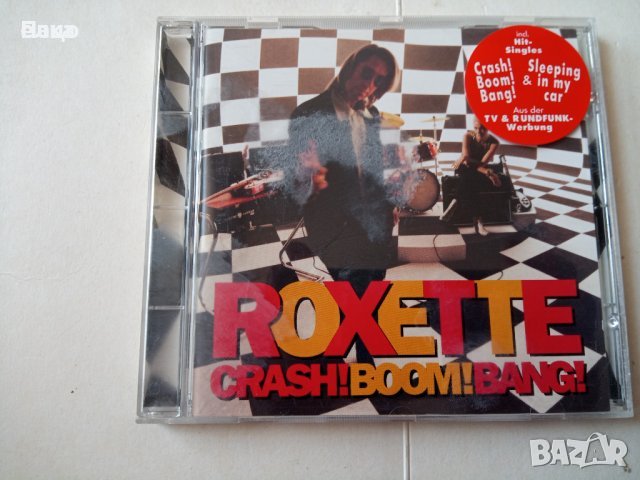 incl.
Hit-
Singles
Crash!
Boom!
Bang!
&
Sleeping
in my
car
Aus der
TV & RUNDFUNK-
Werbung
ROXETTE
CRASH!BOOM!BANG!
BAZAR